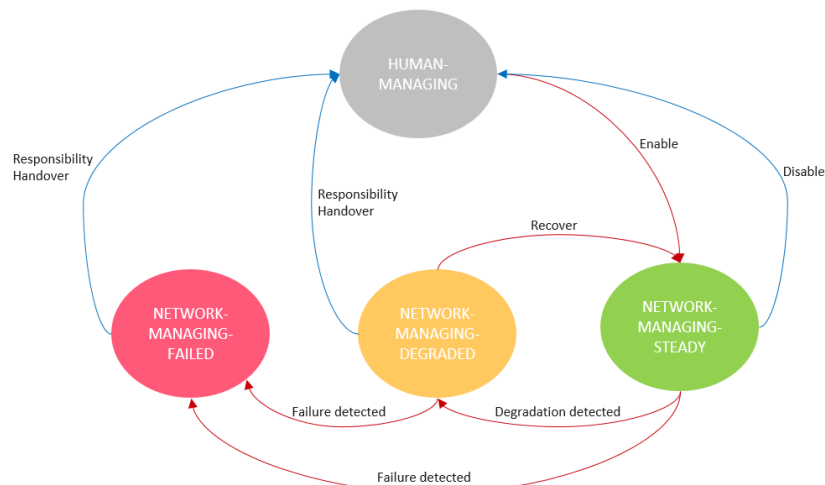 HUMAN-
MANAGING
Responsibility
Handover
Responsibility
Handover
Enable
Disable
Recover
NETWORK-
MANAGING-
FAILED
NETWORK-
MANAGING-
DEGRADED
NETWORK-
MANAGING-
STEADY
Failure detected
Degradation detected
Failure detected